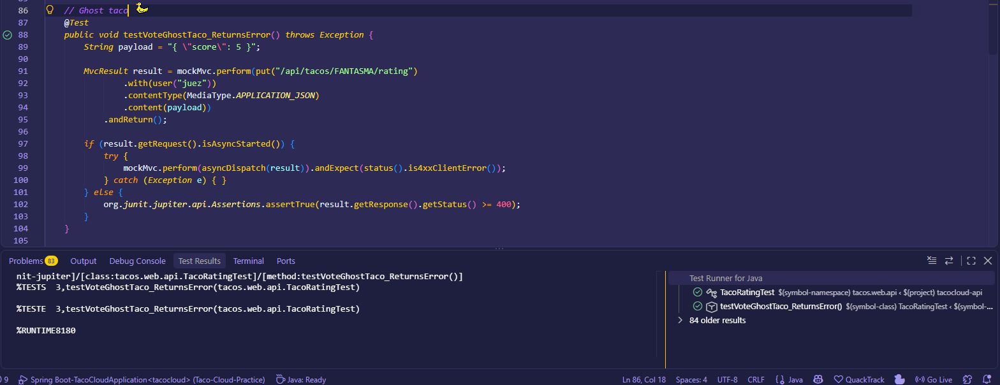 86 // Ghost taco
87 @Test
88 public void testVoteGhostTaco_ReturnsError() throws Exception {
89 String payload = "{ \"score\": 5 }";
90
91 MvcResult result = mockMvc.perform(put("/api/tacos/FANTASMA/rating")
92 .with(user("juez"))
93 .contentType(MediaType.APPLICATION_JSON)
94 .content(payload))
95 .andReturn();
96
97 if (result.getRequest().isAsyncStarted()) {
98 try {
99 mockMvc.perform(asyncDispatch(result)).andExpect(status().is4xxClientError());
100 } catch (Exception e) { }
101 } else {
102 org.junit.jupiter.api.Assertions.assertTrue(result.getResponse().getStatus() >= 400);
103 }
104 }
105
Problems 83 Output Debug Console Test Results Terminal Ports
nit-jupiter]/[class:tacos.web.api.TacoRatingTest]/[method:testVoteGhostTaco_ReturnsError()]
%TESTS 3,testVoteGhostTaco_ReturnsError(tacos.web.api.TacoRatingTest)
%TESTE 3,testVoteGhostTaco_ReturnsError(tacos.web.api.TacoRatingTest)
%RUNTIME8180
Test Runner for Java
TacoRatingTest $(symbol-namespace) tacos.web.api ‹ $(project) tacocloud-api
testVoteGhostTaco_ReturnsError() $(symbol-class) TacoRatingTest ‹ $(symbol-...
84 older results
9 Spring Boot-TacoCloudApplication<tacocloud> (Taco-Cloud-Practice) Java: Ready Ln 86, Col 18 Spaces: 4 UTF-8 CRLF {} Java QuackTrack Go Live